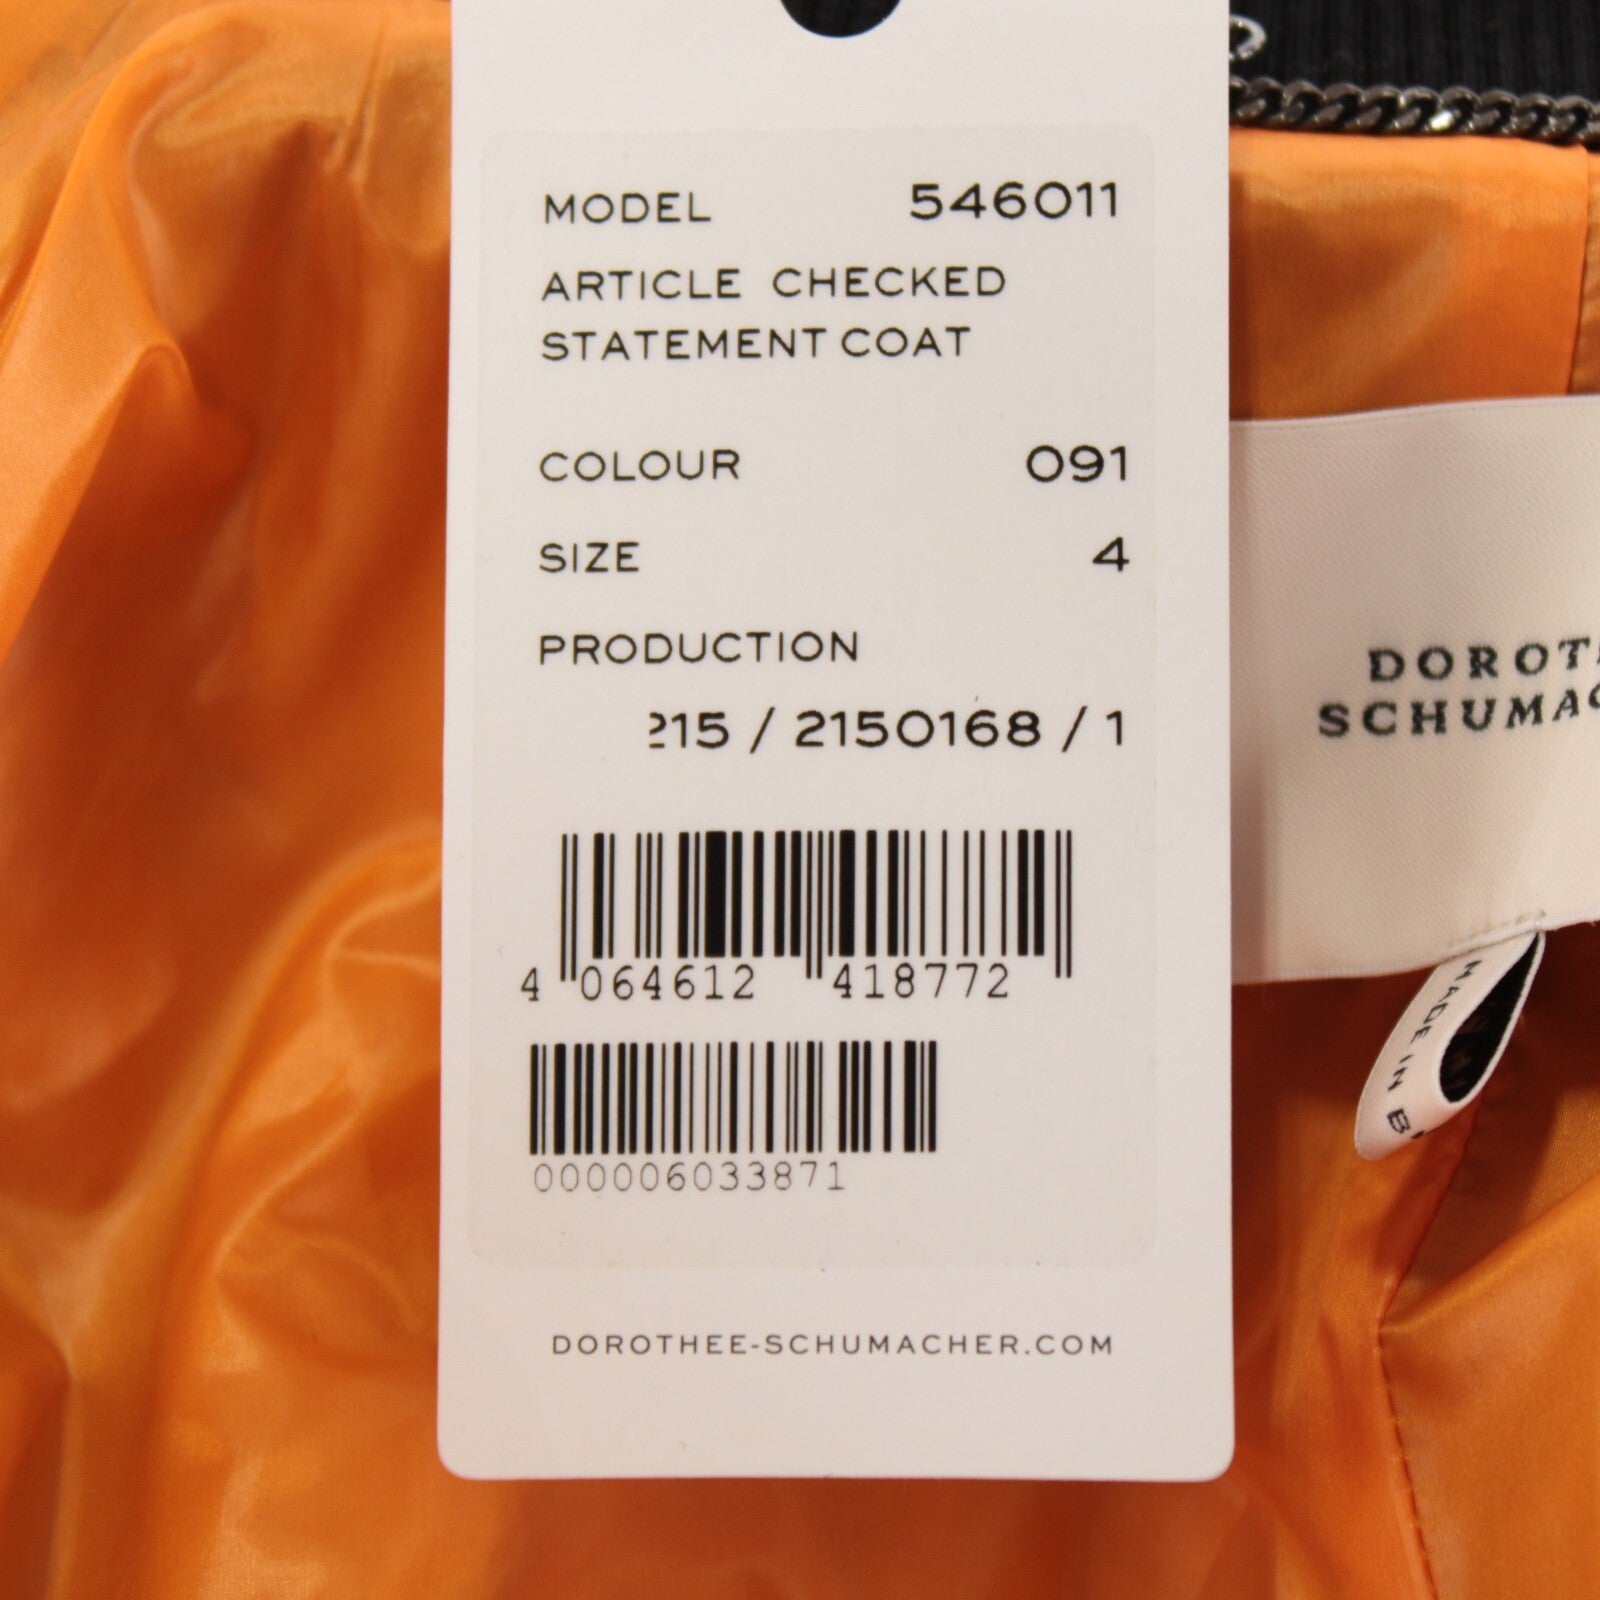 MODEL 546011
ARTICLE CHECKED
STATEMENT COAT
COLOUR 091
SIZE 4
PRODUCTION
215 / 2150168 / 1
4 064612 418772
000006033871
DOROTHEE-SCHUMACHER.COM
DOROT
SCHUMAC
MADE IN